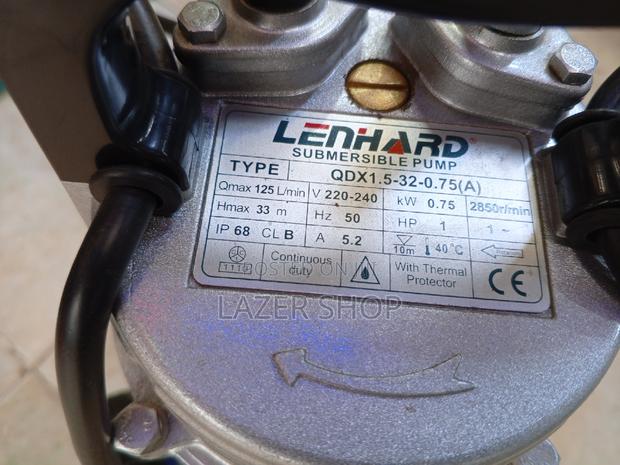 LENHARD
SUBMERSIBLE PUMP
TYPE QDX1.5-32-0.75(A)
Qmax 125 L/min V 220-240 kW 0.75 2850r/min
Hmax 33 m Hz 50 HP 1 1 ~
IP 68 CL B A 5.2 10m 40°C
Continuous duty With Thermal Protector CE
POSTED ON
LAZER SHOP